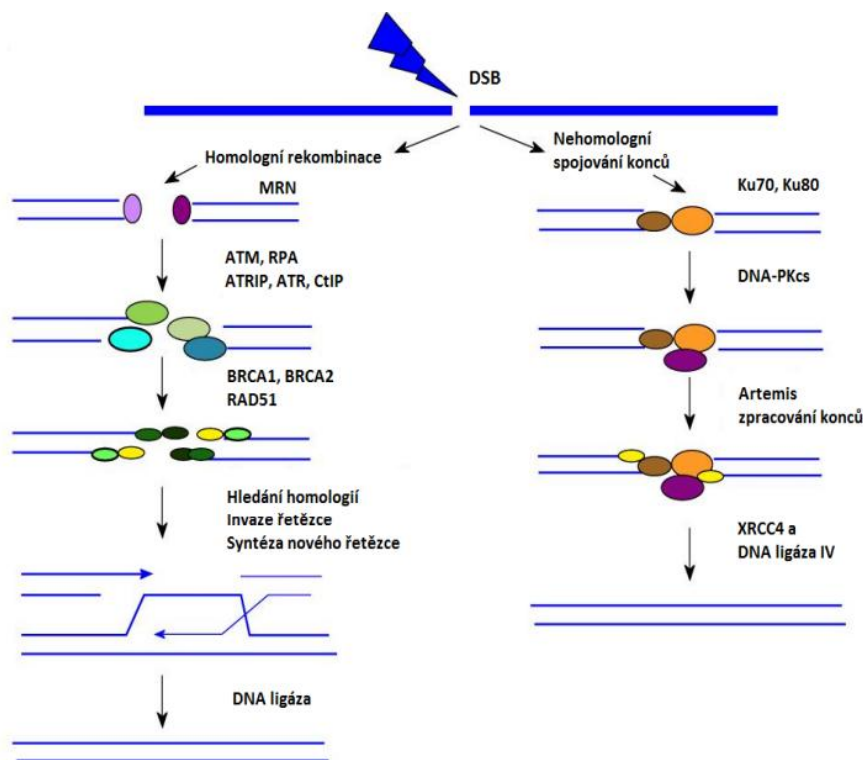 DSB
Homologní rekombinace
MRN
ATM, RPA
ATRIP, ATR, CtIP
BRCA1, BRCA2
RAD51
Hledání homologií
Invaze řetězce
Syntéza nového řetězce
DNA ligáza
Nehomologní
spojování konců
Ku70, Ku80
DNA-PKcs
Artemis
zpracování konců
XRCC4 a
DNA ligáza IV